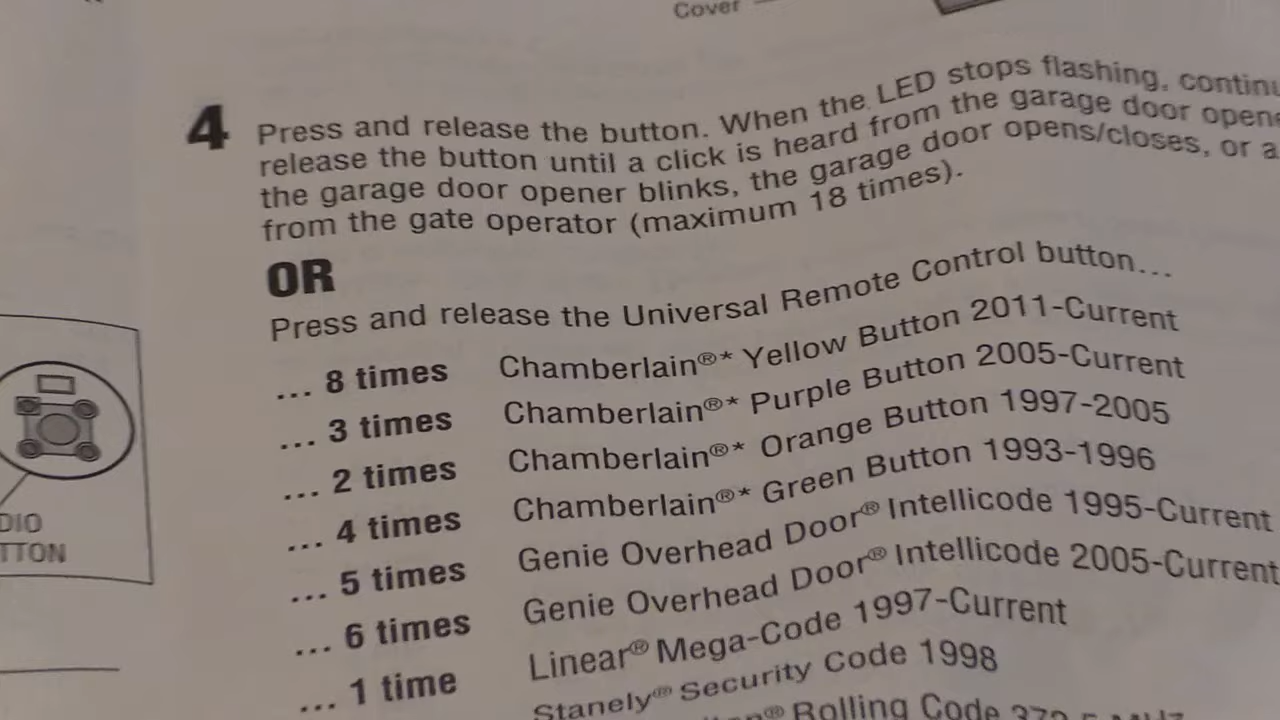 Cover
4 Press and release the button. When the LED stops flashing, continu
release the button until a click is heard from the garage door opene
the garage door opener blinks, the garage door opens/closes, or a
from the gate operator (maximum 18 times).
OR
Press and release the Universal Remote Control button...
... 8 times Chamberlain®* Yellow Button 2011-Current
... 3 times Chamberlain®* Purple Button 2005-Current
... 2 times Chamberlain®* Orange Button 1997-2005
... 4 times Chamberlain®* Green Button 1993-1996
... 5 times Genie Overhead Door® Intellicode 1995-Current
... 6 times Genie Overhead Door® Intellicode 2005-Current
... 1 time Linear® Mega-Code 1997-Current
Stanely® Security Code 1998
Rolling Code
DIO
TTON